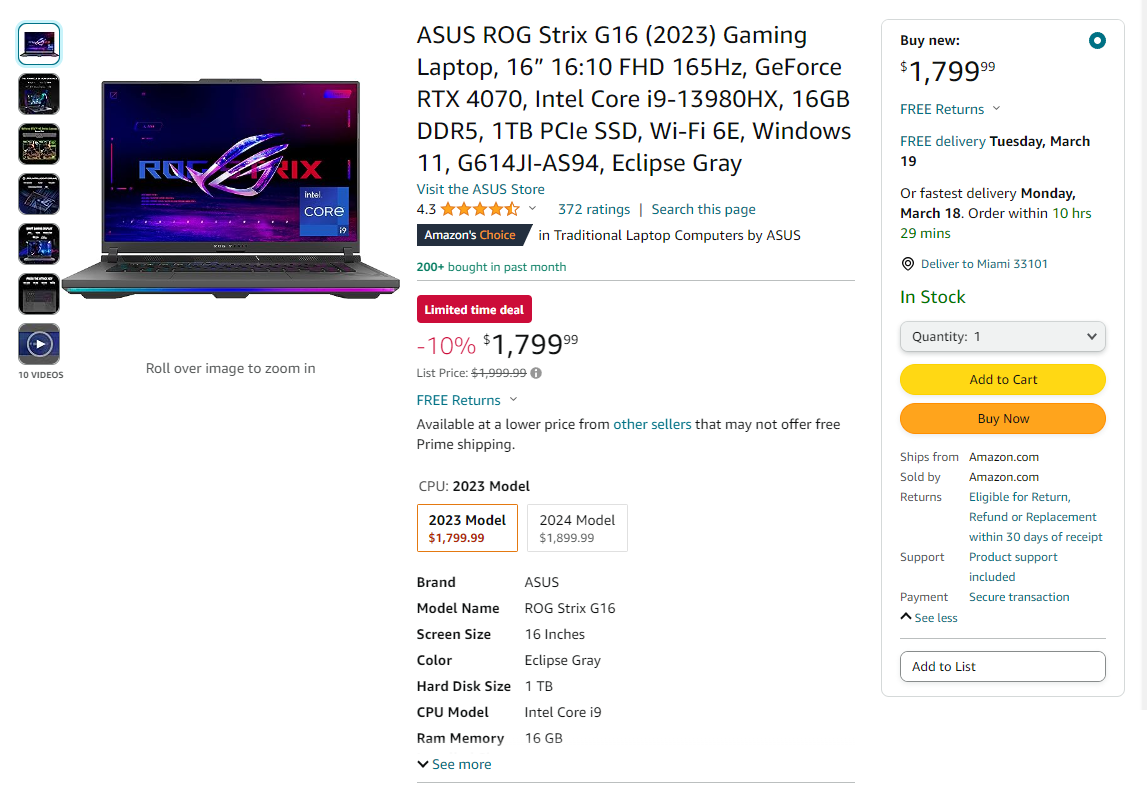 10 VIDEOS
ROG STRIX
intel
CORE
i9
Roll over image to zoom in
ASUS ROG Strix G16 (2023) Gaming
Laptop, 16” 16:10 FHD 165Hz, GeForce
RTX 4070, Intel Core i9-13980HX, 16GB
DDR5, 1TB PCIe SSD, Wi-Fi 6E, Windows
11, G614JI-AS94, Eclipse Gray
Visit the ASUS Store
4.3 372 ratings | Search this page
Amazon's Choice in Traditional Laptop Computers by ASUS
200+ bought in past month
Limited time deal
-10% $1,799.99
List Price: $1,999.99
FREE Returns
Available at a lower price from other sellers that may not offer free
Prime shipping.
CPU: 2023 Model
2023 Model
$1,799.99
2024 Model
$1,899.99
Brand ASUS
Model Name ROG Strix G16
Screen Size 16 Inches
Color Eclipse Gray
Hard Disk Size 1 TB
CPU Model Intel Core i9
Ram Memory 16 GB
See more
Buy new:
$1,799.99
FREE Returns
FREE delivery Tuesday, March
19
Or fastest delivery Monday,
March 18. Order within 10 hrs
29 mins
Deliver to Miami 33101
In Stock
Quantity: 1
Add to Cart
Buy Now
Ships from Amazon.com
Sold by Amazon.com
Returns Eligible for Return,
Refund or Replacement
within 30 days of receipt
Support Product support
included
Payment Secure transaction
See less
Add to List